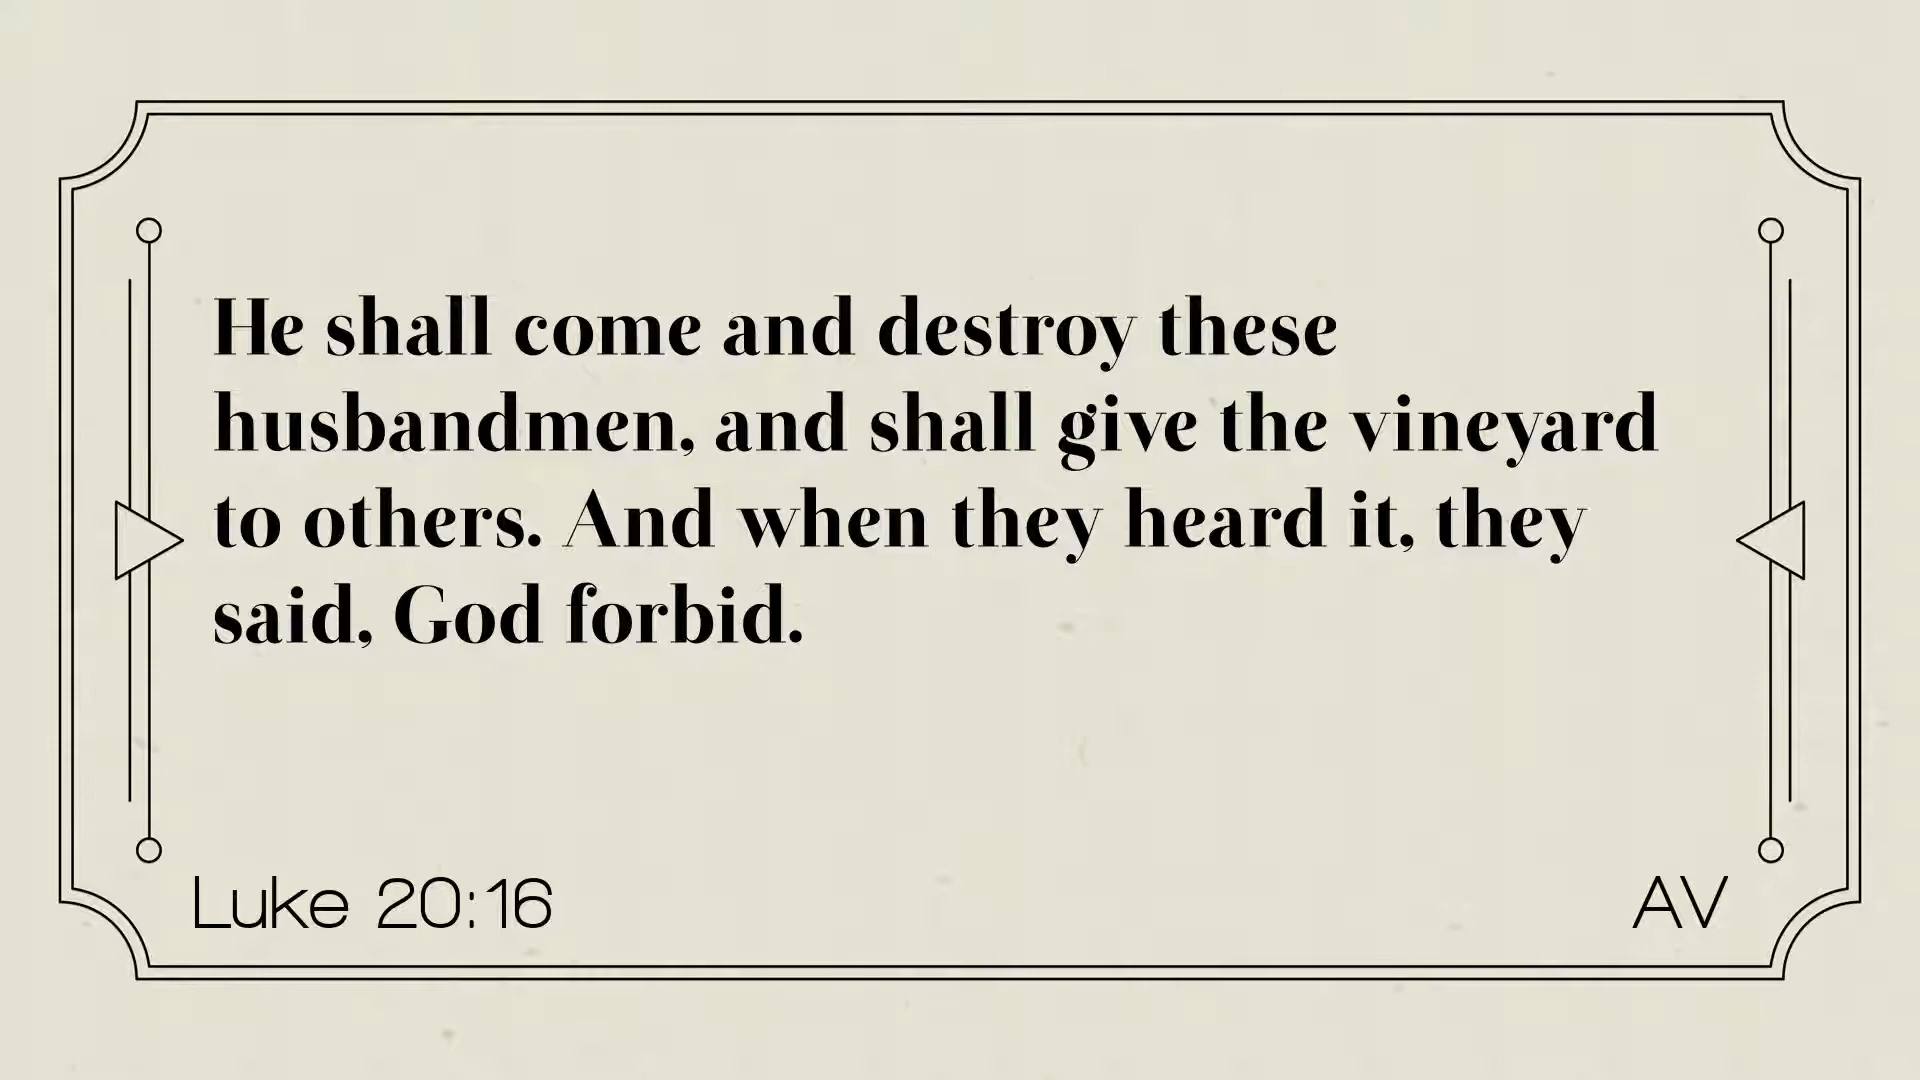 He shall come and destroy these
husbandmen, and shall give the vineyard
to others. And when they heard it, they
said, God forbid.
Luke 20:16
AV